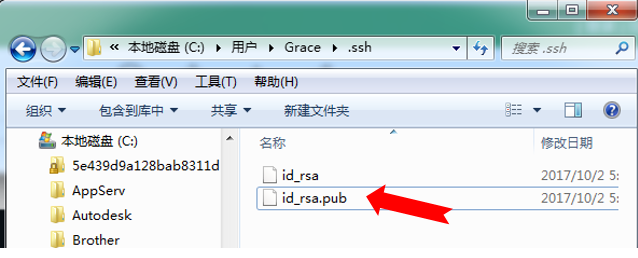 « 本地磁盘 (C:) ▸ 用户 ▸ Grace ▸ .ssh
搜索 .ssh
文件(F) 编辑(E) 查看(V) 工具(T) 帮助(H)
组织 包含到库中 共享 新建文件夹
本地磁盘 (C:)
5e439d9a128bab8311d
AppServ
Autodesk
Brother
名称 修改日期
id_rsa 2017/10/2 5:
id_rsa.pub 2017/10/2 5: